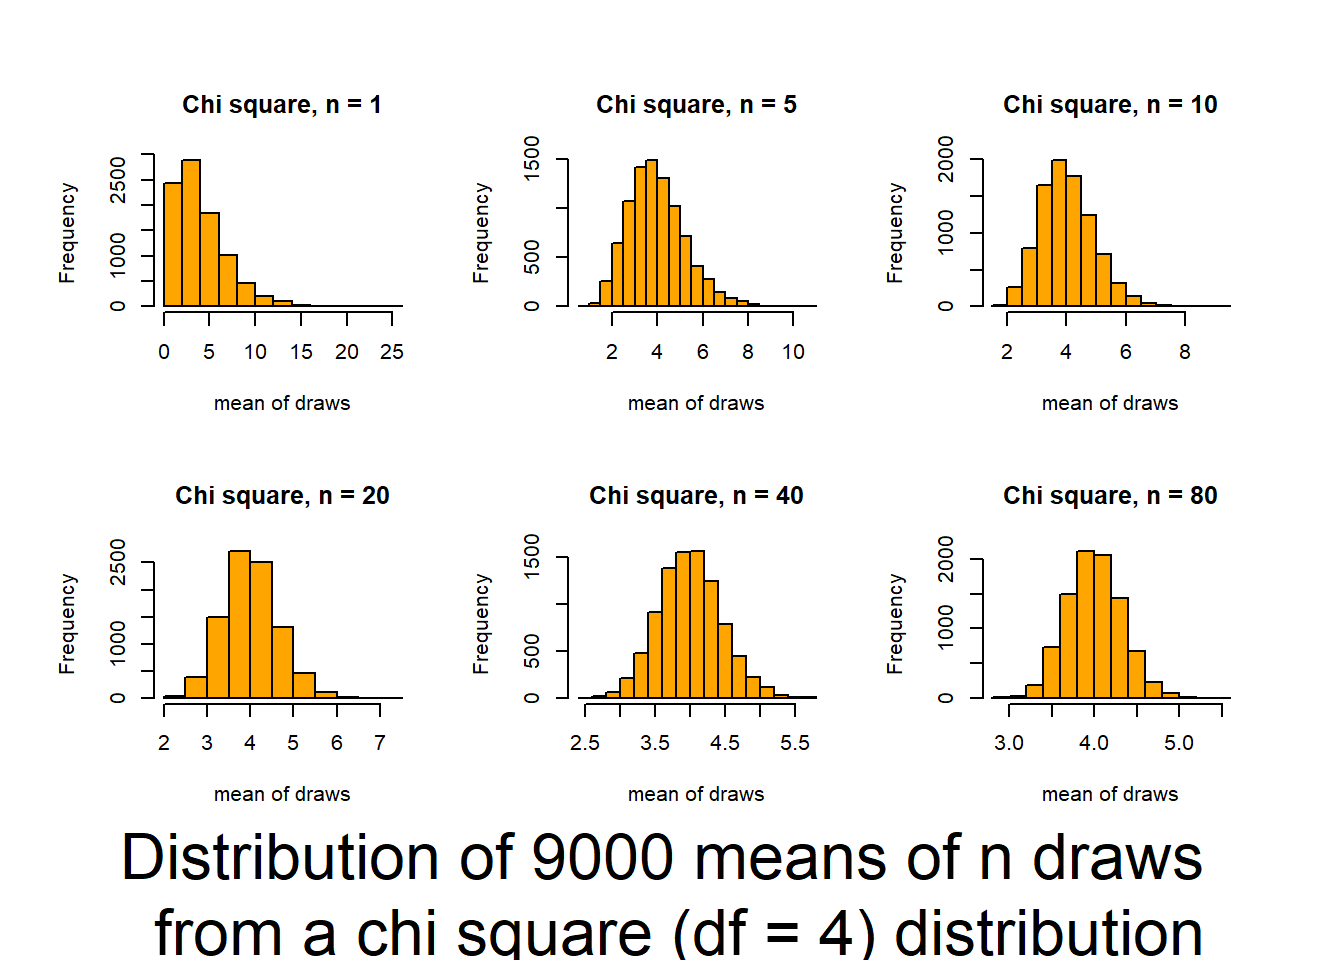 Chi square, n = 1
Frequency
0 1000 2500
0 5 10 15 20 25
mean of draws
Chi square, n = 5
Frequency
0 500 1500
2 4 6 8 10
mean of draws
Chi square, n = 10
Frequency
0 1000 2000
2 4 6 8
mean of draws
Chi square, n = 20
Frequency
0 1000 2500
2 3 4 5 6 7
mean of draws
Chi square, n = 40
Frequency
0 500 1500
2.5 3.5 4.5 5.5
mean of draws
Chi square, n = 80
Frequency
0 1000 2000
3.0 4.0 5.0
mean of draws
Distribution of 9000 means of n draws
from a chi square (df = 4) distribution